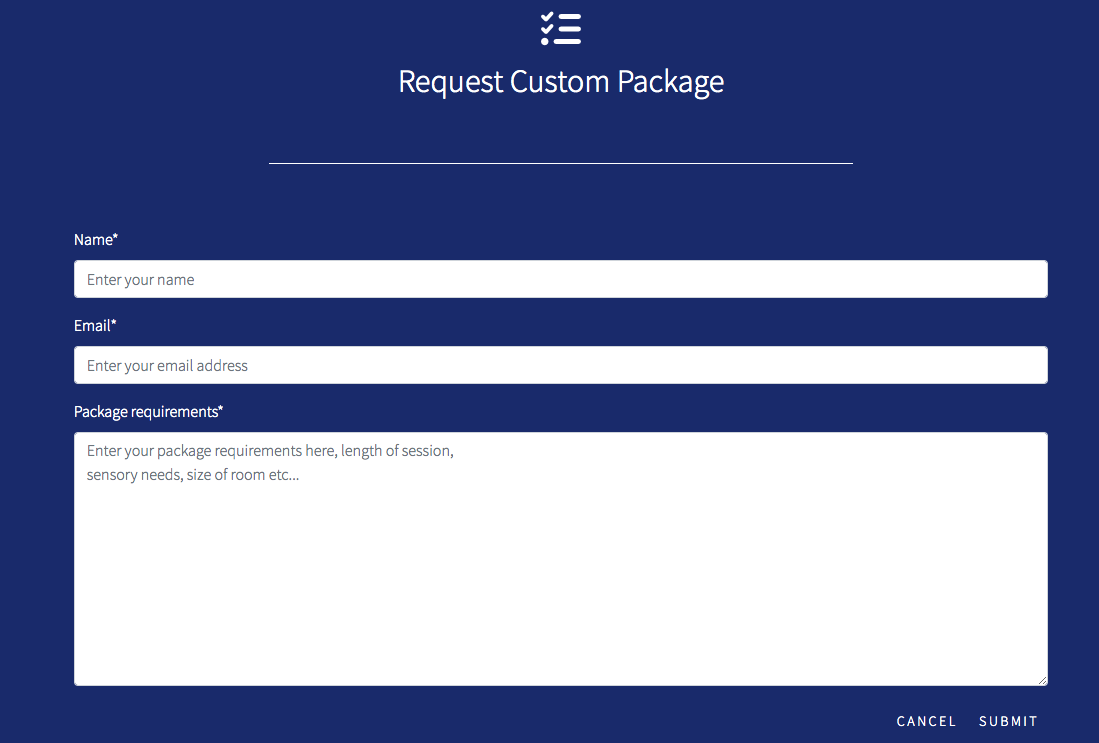 Request Custom Package
Name*
Enter your name
Email*
Enter your email address
Package requirements*
Enter your package requirements here, length of session,
sensory needs, size of room etc...
CANCEL SUBMIT